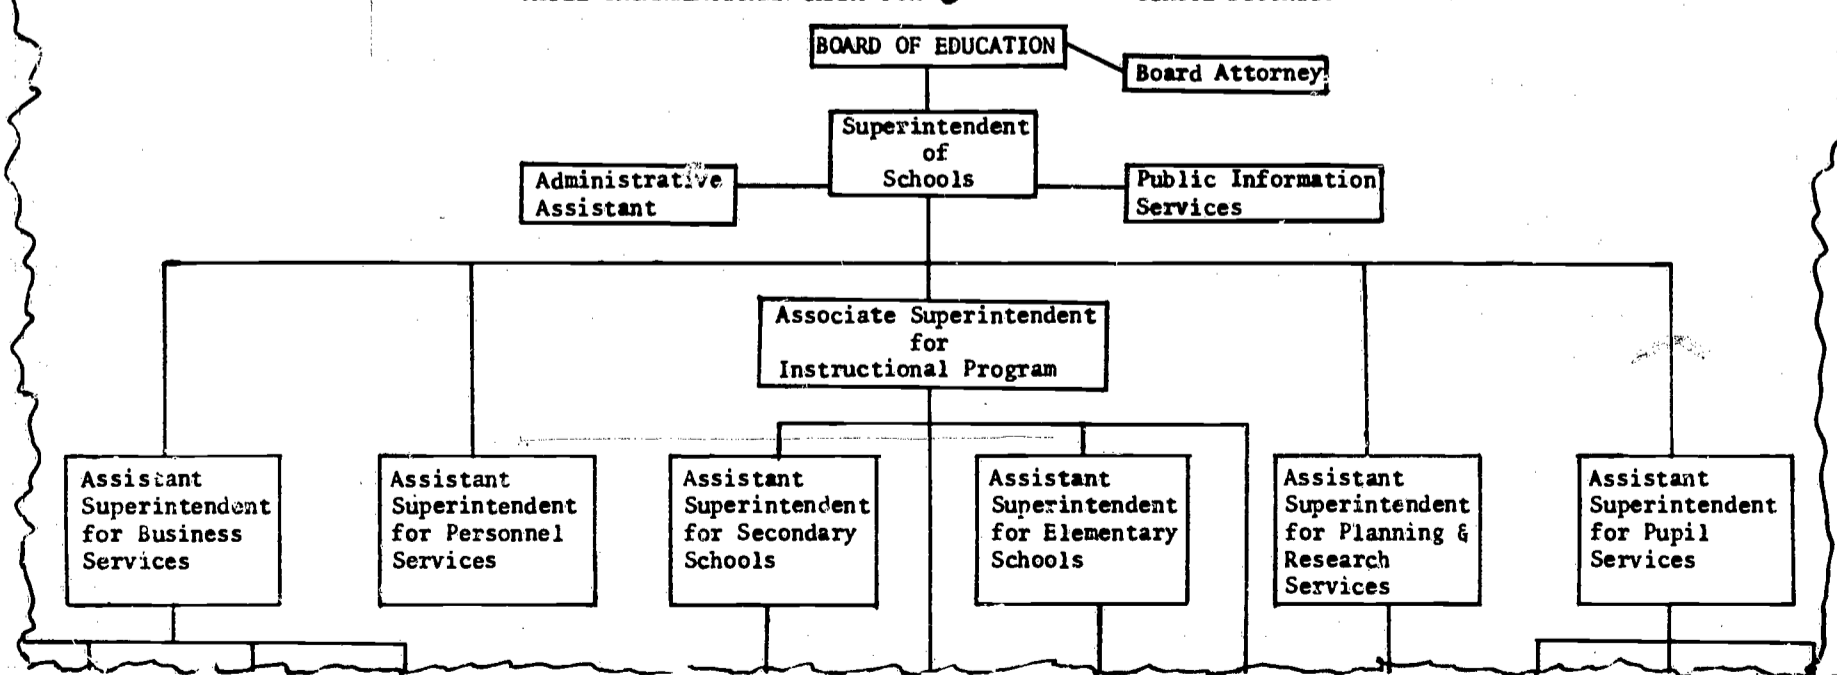 BOARD OF EDUCATION
Board Attorney
Superintendent
of
Schools
Administrative
Assistant
Public Information
Services
Associate Superintendent
for
Instructional Program
Assistant
Superintendent
for Business
Services
Assistant
Superintendent
for Personnel
Services
Assistant
Superintendent
for Secondary
Schools
Assistant
Superintendent
for Elementary
Schools
Assistant
Superintendent
for Planning &
Research
Services
Assistant
Superintendent
for Pupil
Services